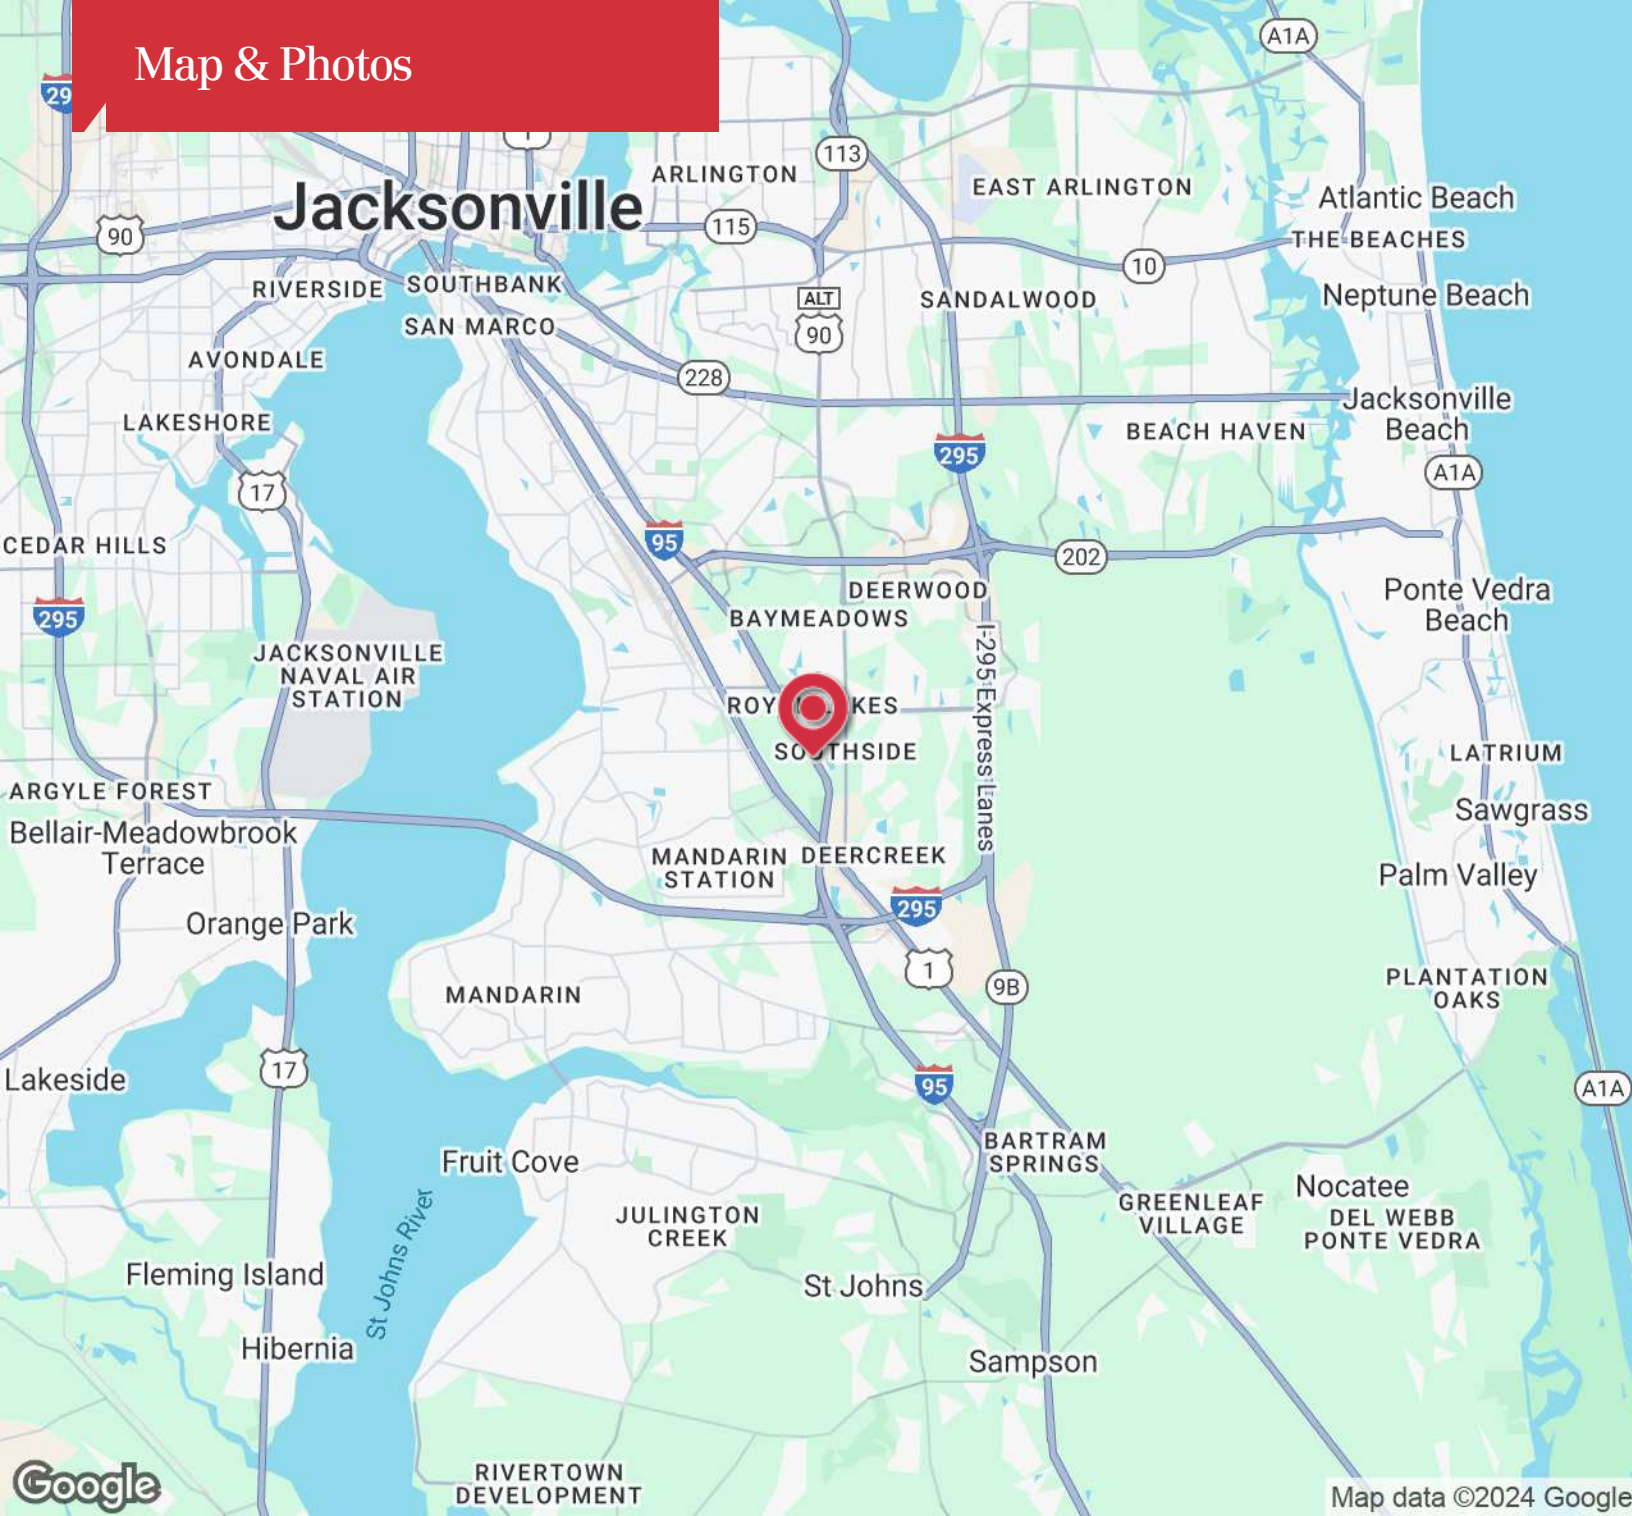 Map & Photos
A1A
29
1
113
ARLINGTON
EAST ARLINGTON
Jacksonville
Atlantic Beach
90
115
THE BEACHES
10
RIVERSIDE
SOUTHBANK
ALT
90
SANDALWOOD
Neptune Beach
SAN MARCO
AVONDALE
228
Jacksonville
Beach
LAKESHORE
BEACH HAVEN
295
A1A
17
CEDAR HILLS
95
202
DEERWOOD
Ponte Vedra
Beach
295
BAYMEADOWS
I-295 Express Lanes
JACKSONVILLE
NAVAL AIR
STATION
ROY
KES
SOUTHSIDE
LATRIUM
ARGYLE FOREST
Sawgrass
Bellair-Meadowbrook
Terrace
MANDARIN
STATION
DEERCREEK
Palm Valley
295
Orange Park
1
9B
PLANTATION
OAKS
MANDARIN
17
Lakeside
95
A1A
BARTRAM
SPRINGS
Fruit Cove
Nocatee
GREENLEAF
VILLAGE
JULINGTON
CREEK
DEL WEBB
PONTE VEDRA
St Johns River
Fleming Island
St Johns
Hibernia
Sampson
RIVERTOWN
DEVELOPMENT
Google
Map data ©2024 Google